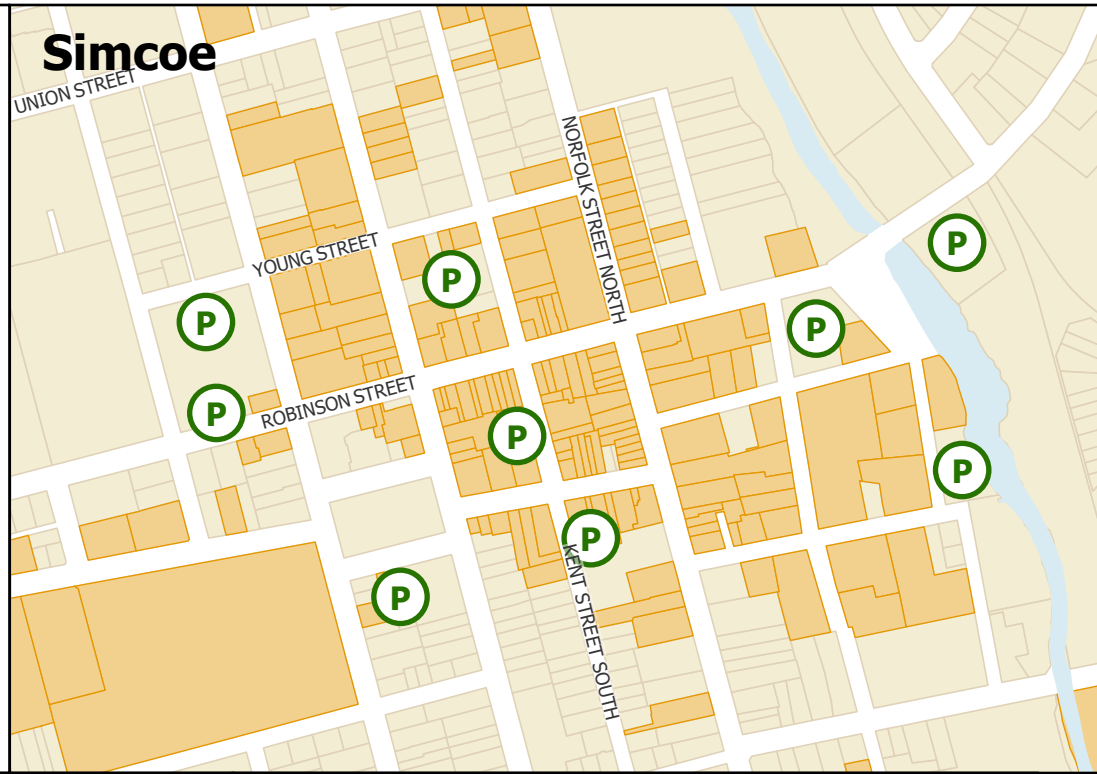 Simcoe
UNION STREET
NORFOLK STREET NORTH
YOUNG STREET
P
P
P
P
P
ROBINSON STREET
P
P
P
P
P
KENT STREET SOUTH